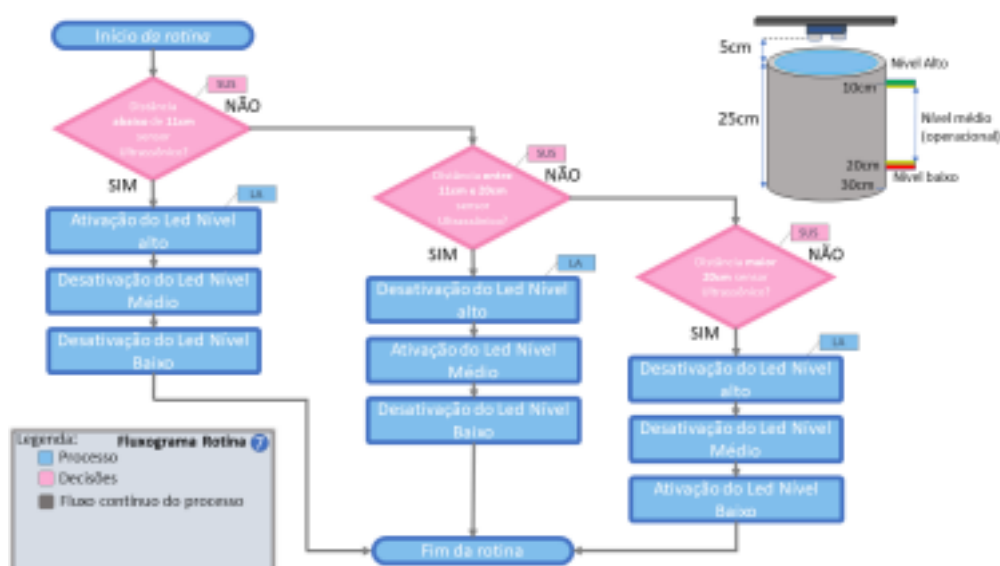 Início da rotina
SUS
Distância
abaixo de 11cm
sensor
Ultrassônico?
NÃO
SIM
LA
Ativação do Led Nível
alto
Desativação do Led Nível
Médio
Desativação do Led Nível
Baixo
SUS
Distância entre
11cm e 20cm
sensor
Ultrassônico?
NÃO
SIM
LA
Desativação do Led Nível
alto
Ativação do Led Nível
Médio
Desativação do Led Nível
Baixo
SUS
Distância maior
20cm sensor
Ultrassônico?
NÃO
SIM
LA
Desativação do Led Nível
alto
Desativação do Led Nível
Médio
Ativação do Led Nível
Baixo
Fim da rotina
5cm
25cm
Nível Alto
10cm
Nível médio
(operacional)
20cm
Nível baixo
30cm
Legenda:
Fluxograma Rotina 7
Processo
Decisões
Fluxo contínuo do processo